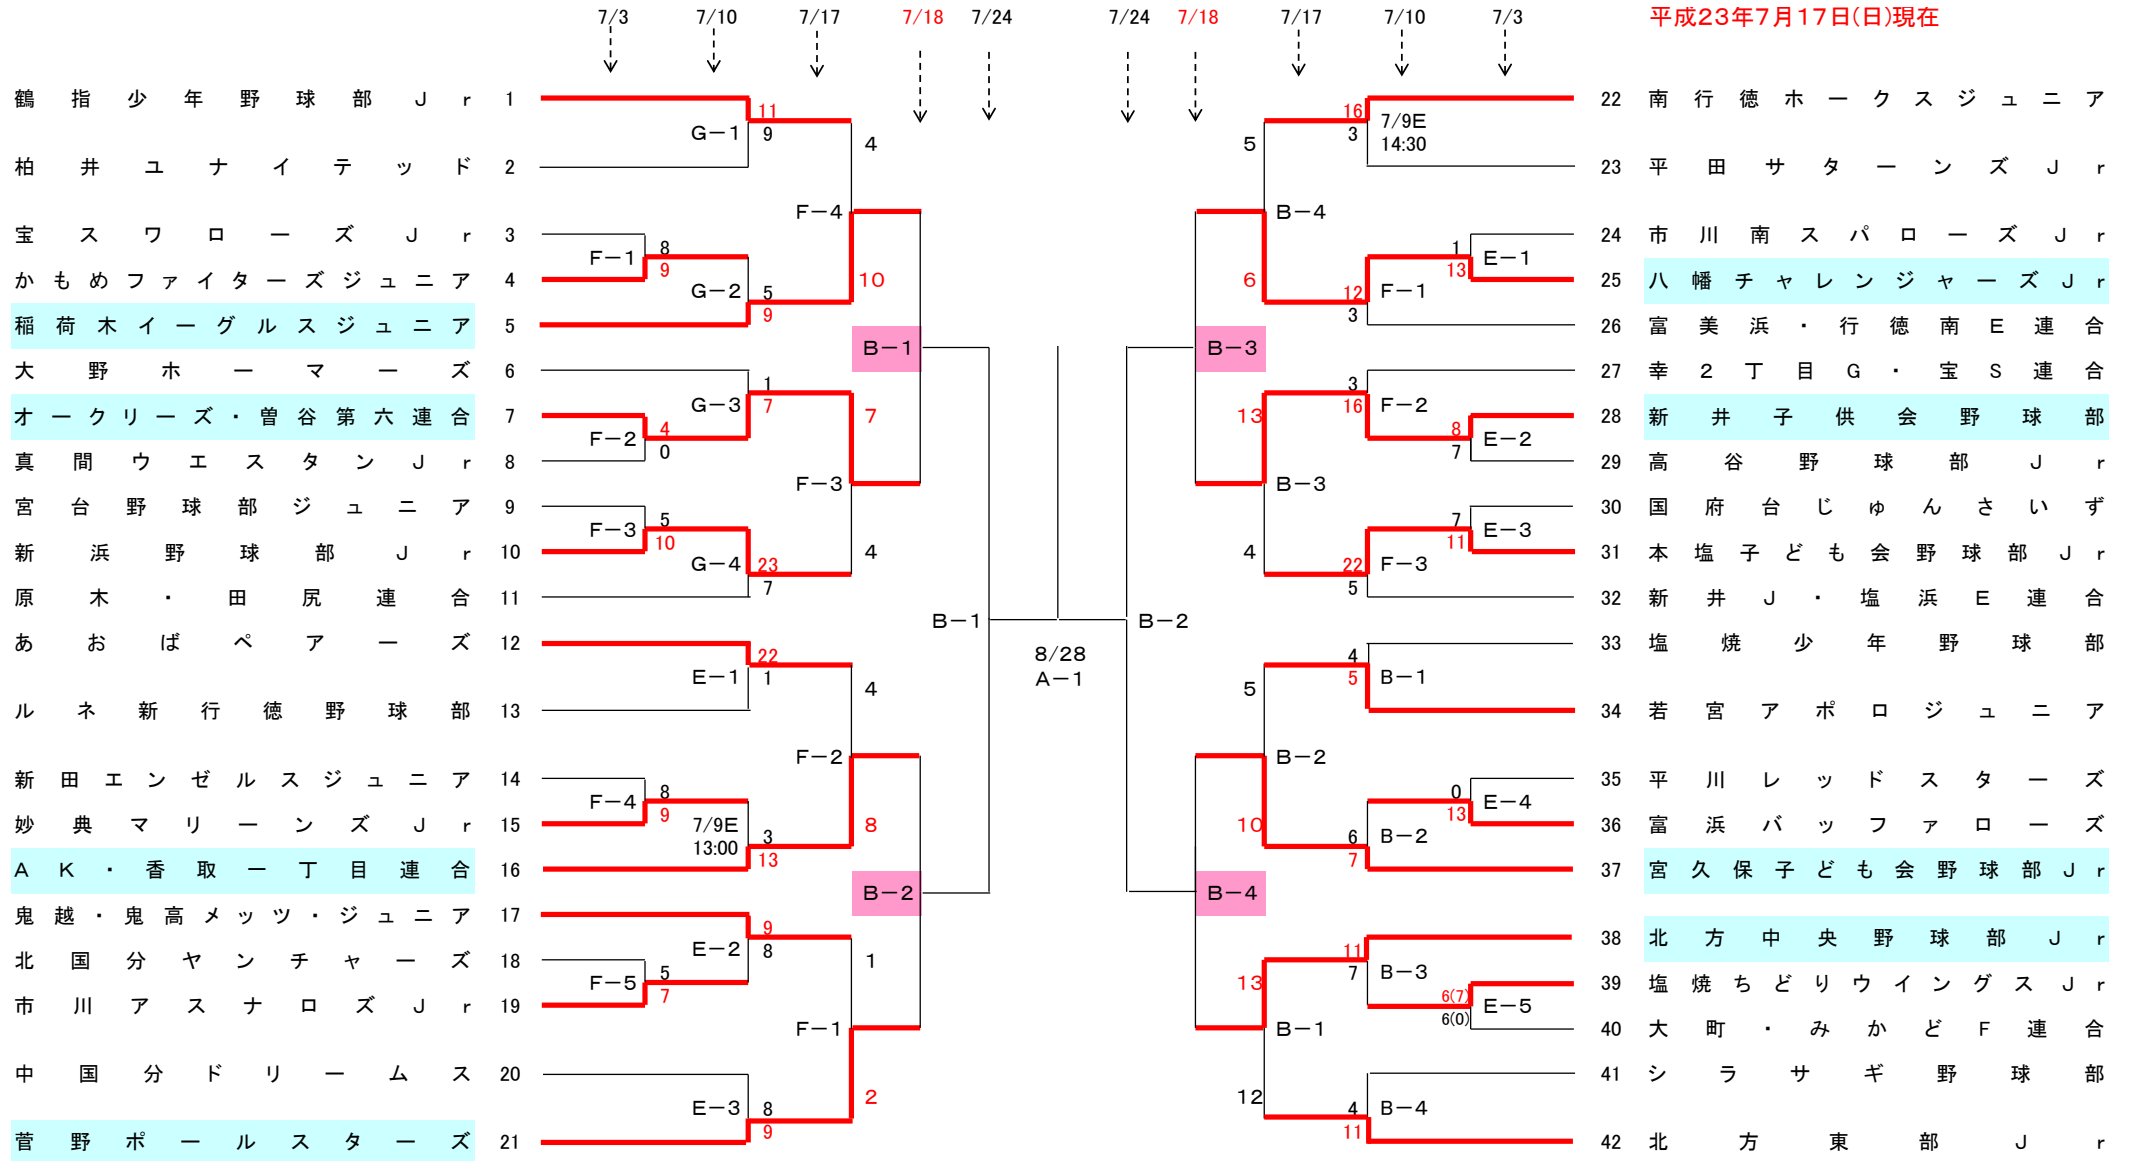 7/3 7/10 7/17 7/18 7/24 7/24 7/18 7/17 7/10 7/3 平成23年7月17日(日)現在
鶴指少年野球部Jr 1
11
G-1 9
4
柏井ユナイテッド 2
F-4
宝スワローズJr 3
F-1 8
9
かもめファイターズジュニア 4
G-2 5
9
10
稲荷木イーグルスジュニア 5
B-1
大野ホーマーズ 6
1
G-3 7
7
オークリーズ・曽谷第六連合 7
4
F-2 0
真間ウエスタンJr 8
F-3
宮台野球部ジュニア 9
F-3 5
10
新浜野球部Jr 10
4
G-4 23
7
原木・田尻連合 11
B-1
あおばペアーズ 12
22
E-1 1
4
ルネ新行徳野球部 13
F-2
新田エンゼルスジュニア 14
F-4 8
9
妙典マリーンズJr 15
7/9E
13:00
3
13
8
AK・香取一丁目連合 16
B-2
鬼越・鬼高メッツ・ジュニア 17
9
E-2 8
1
北国分ヤンチャーズ 18
F-5 5
7
市川アスナロズJr 19
F-1
中国分ドリームス 20
E-3 8
9
2
菅野ポールスターズ 21
8/28
A-1
22 南行徳ホークスジュニア
16
3
7/9E
14:30
5
23 平田サターンズJr
B-4
24 市川南スパローズJr
1 E-1
13
25 八幡チャレンジャーズJr
6
12 F-1
3
26 富美浜・行徳南E連合
B-3
27 幸2丁目G・宝S連合
3
16 F-2
13
28 新井子供会野球部
8 E-2
7
29 高谷野球部Jr
B-3
30 国府台じゅんさいず
7 E-3
11
31 本塩子ども会野球部Jr
4
22 F-3
5
32 新井J・塩浜E連合
B-2
33 塩焼少年野球部
4
5 B-1
5
34 若宮アポロジュニア
B-2
35 平川レッドスターズ
0 E-4
13
36 富浜バッファローズ
10
6 B-2
7
37 宮久保子ども会野球部Jr
B-4
38 北方中央野球部Jr
11
7 B-3
13
39 塩焼ちどりウイングスJr
6(7) E-5
6(0)
40 大町・みかどF連合
B-1
41 シラサギ野球部
12
4 B-4
11
42 北方東部Jr